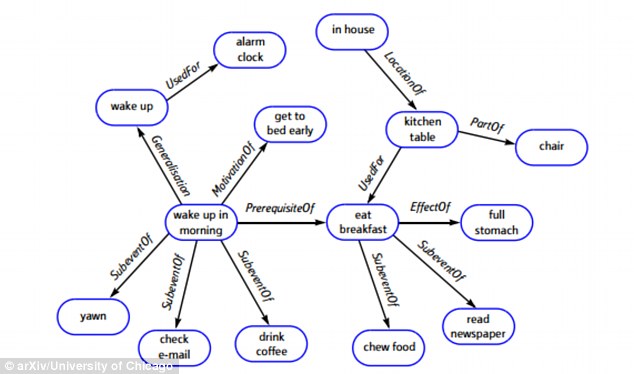 in house
alarm
clock
LocationOf
UsedFor
wake up
get to
bed early
kitchen
table
PartOf
chair
Generalisation
MotivationOf
UsedFor
wake up in
morning
PrerequisiteOf
eat
breakfast
EffectOf
full
stomach
SubeventOf
SubeventOf
SubeventOf
SubeventOf
SubeventOf
yawn
check
e-mail
drink
coffee
chew food
read
newspaper
© arXiv/University of Chicago